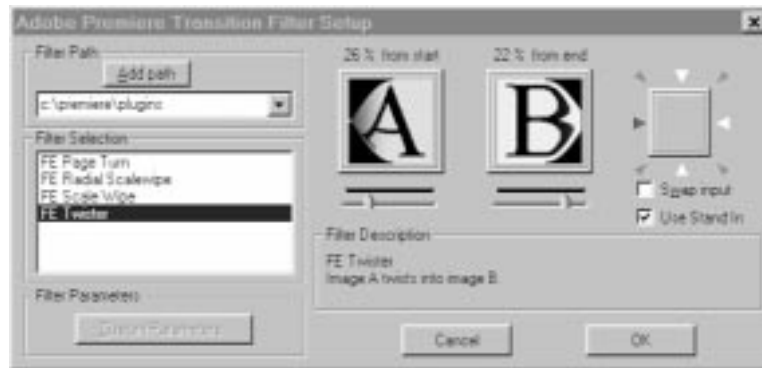 Adobe Premiere Transition Filter Setup
Filter Path
Add path
c:\premiere\plugins
Filter Selection
FE Page Turn
FE Radial Scalewipe
FE Scale Wipe
FE Twister
Filter Parameters
Custom Parameters
26 % from start
22 % from end
A
B
Swap input
Use Stand In
Filter Description
FE Twister
Image A twists into image B
Cancel
OK